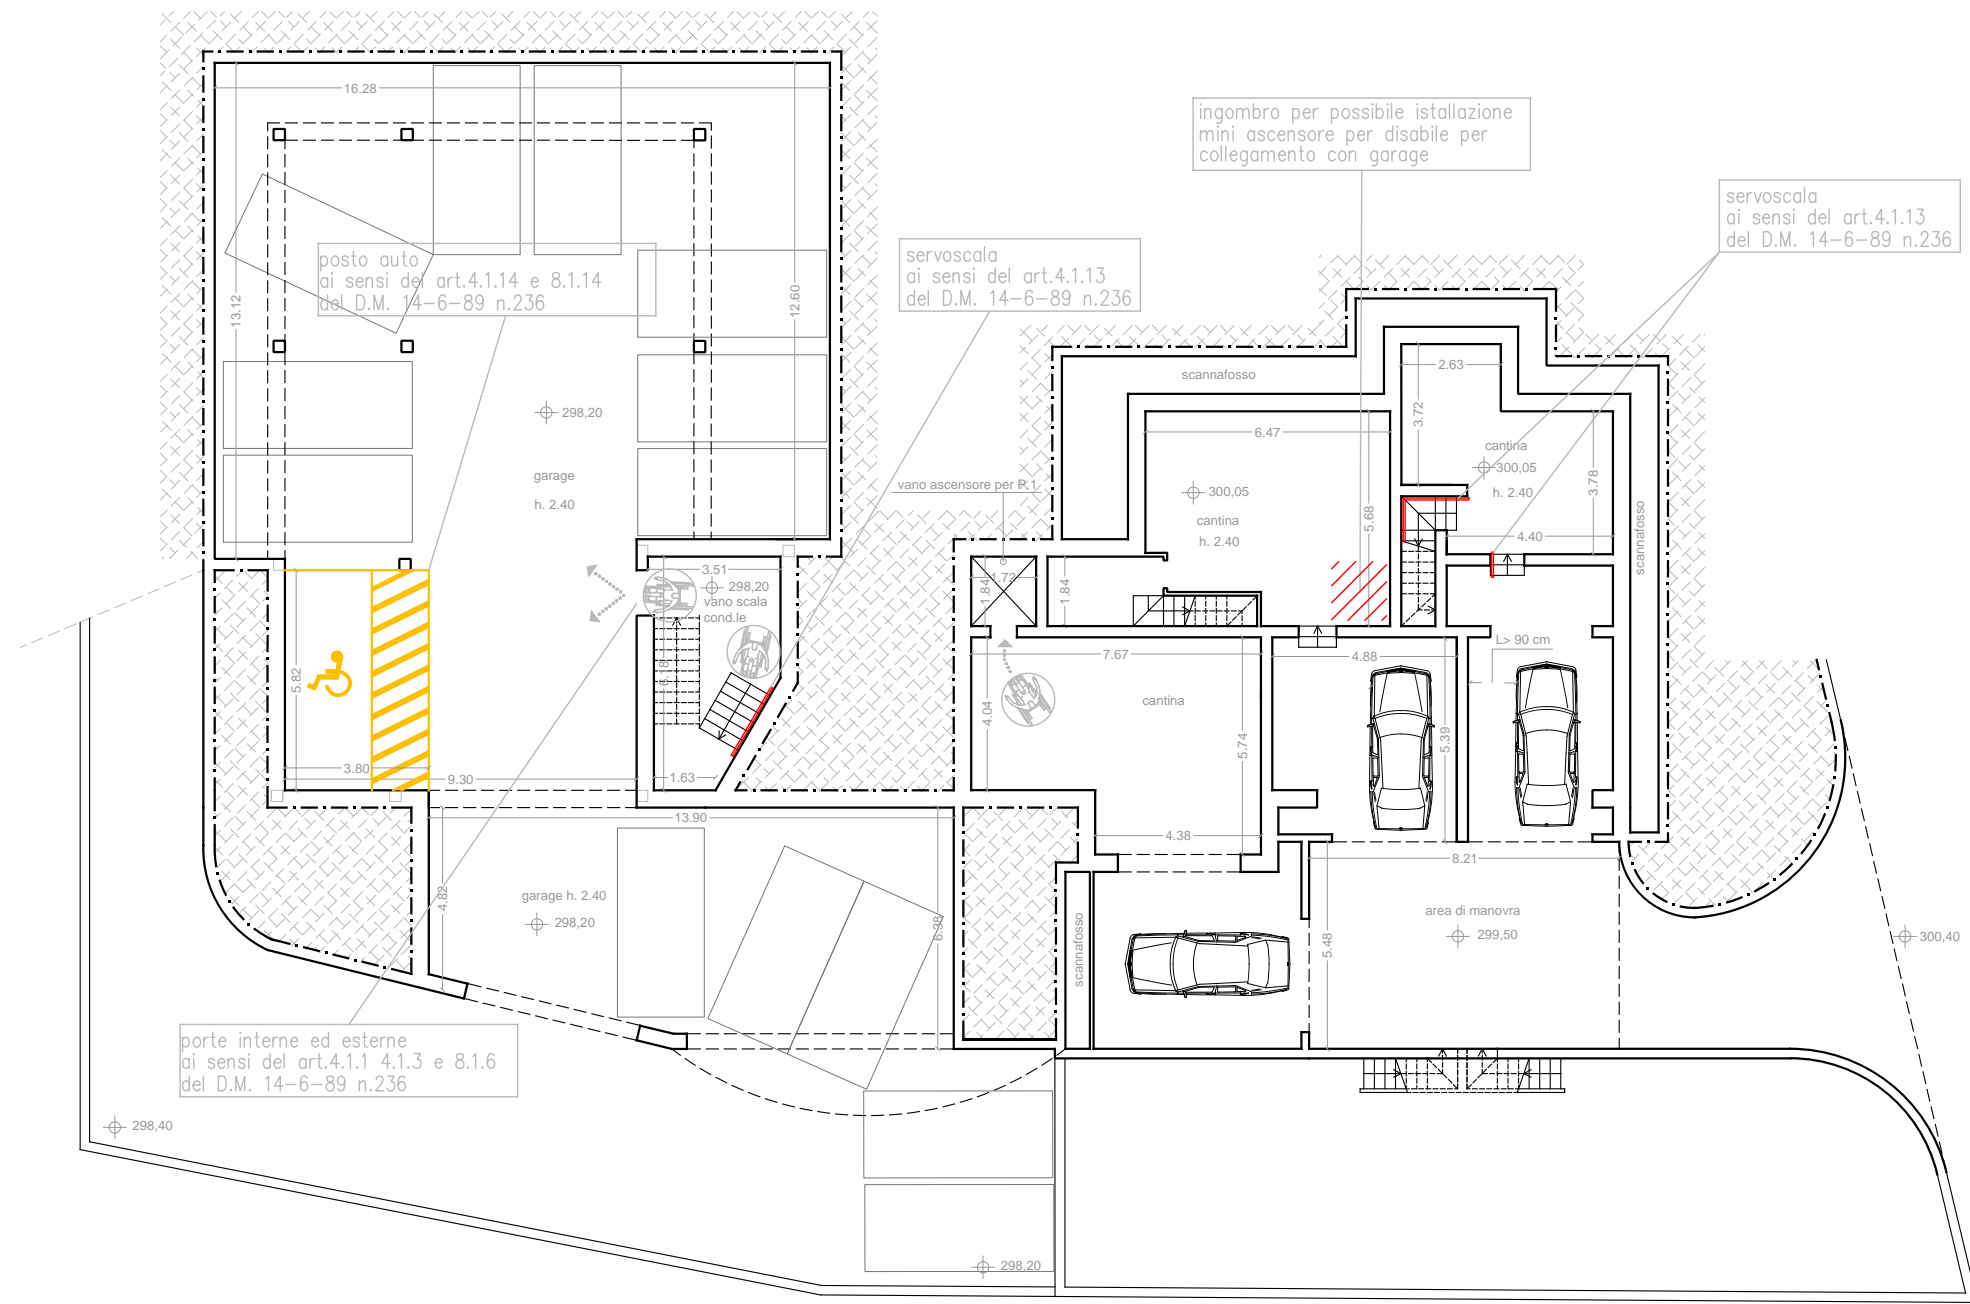 16.28
13.12
12.60
posto auto
ai sensi del art.4.1.14 e 8.1.14
del D.M. 14-6-89 n.236
298,20
garage
h. 2.40
servoscala
ai sensi del art.4.1.13
del D.M. 14-6-89 n.236
ingombro per possibile istallazione
mini ascensore per disabile per
collegamento con garage
servoscala
ai sensi del art.4.1.13
del D.M. 14-6-89 n.236
scannafosso
2.63
3.72
6.47
cantina
300,05
h. 2.40
3.78
4.40
scannafosso
vano ascensore per P.1
300,05
cantina
h. 2.40
5.68
1.72
1.84
1.84
3.51
298,20
vano scala
cond.le
6.18
1.63
5.82
3.80
9.30
7.67
4.04
cantina
5.74
4.38
4.88
5.39
L> 90 cm
8.21
13.90
4.82
garage h. 2.40
298,20
6.38
scannafosso
5.48
area di manovra
299,50
300,40
porte interne ed esterne
ai sensi del art.4.1.1 4.1.3 e 8.1.6
del D.M. 14-6-89 n.236
298,40
298,20